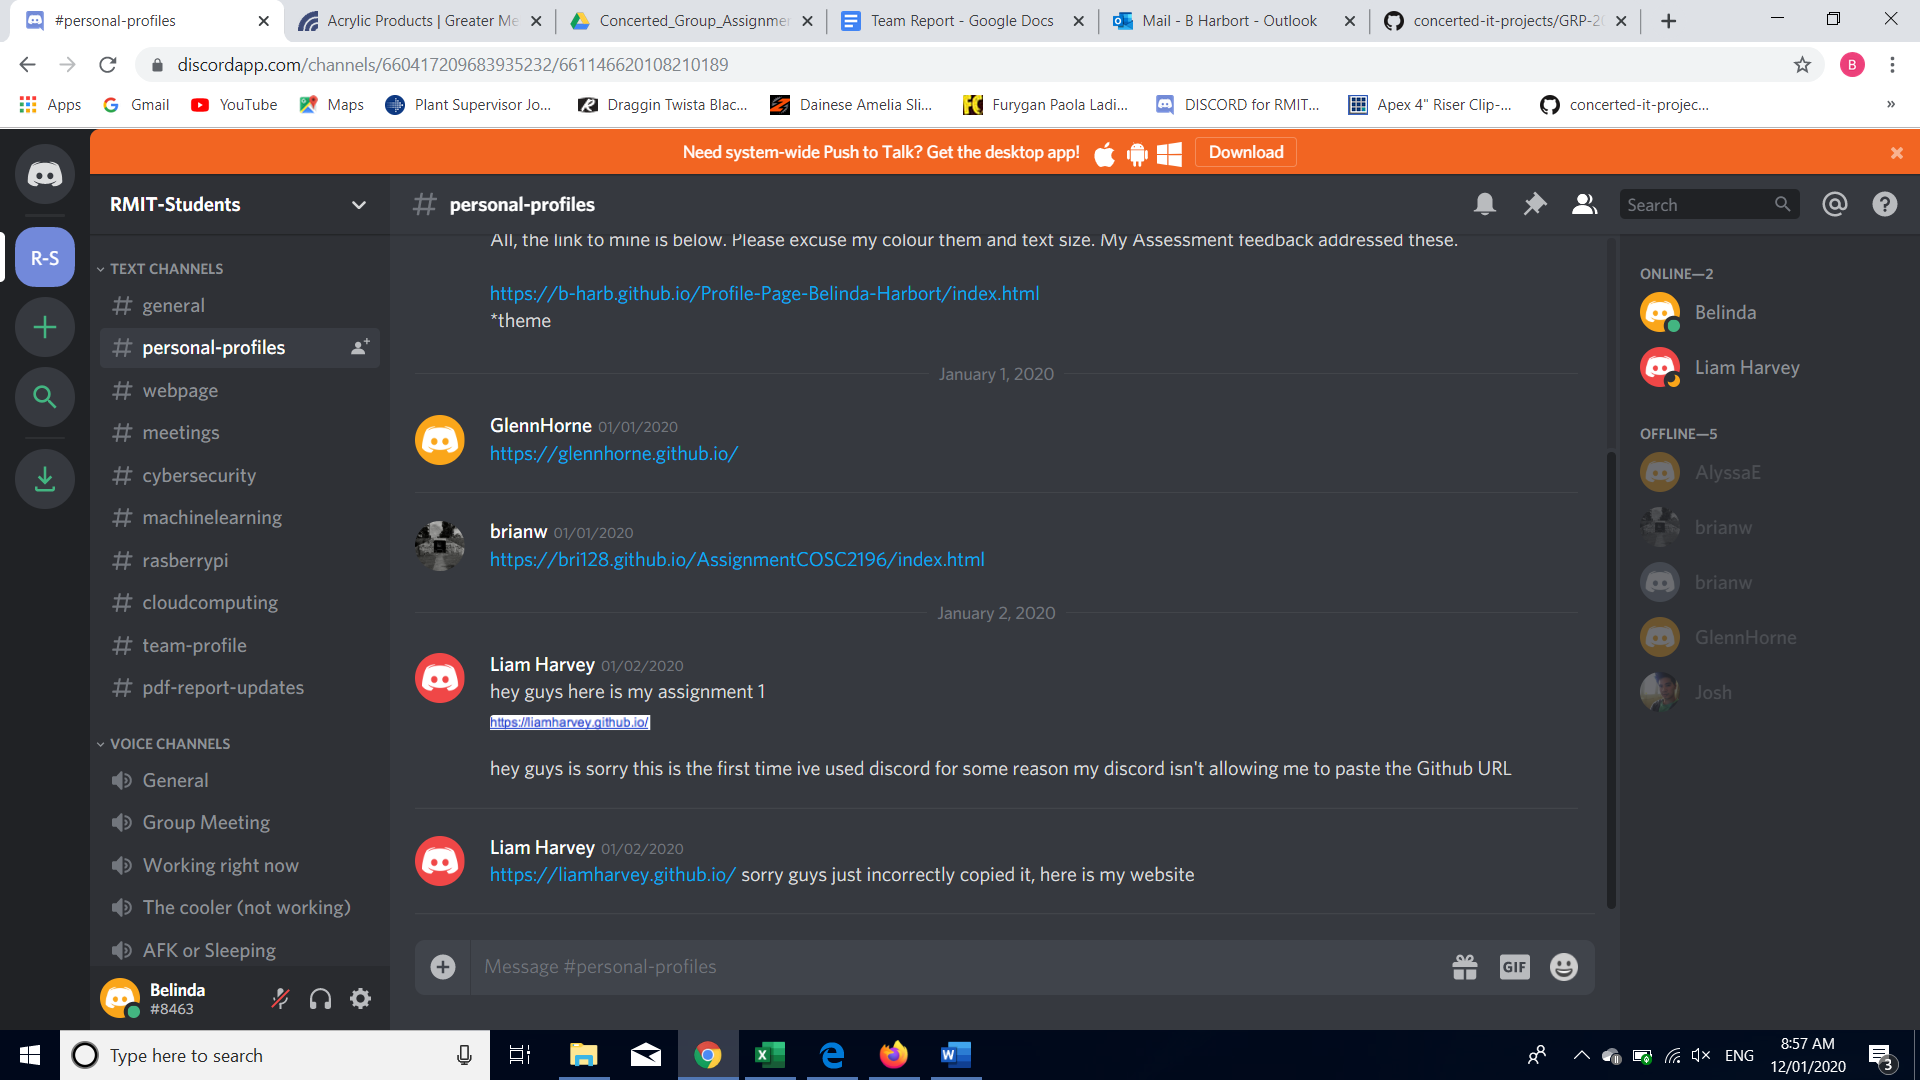 #personal-profiles
Acrylic Products | Greater Me
Concerted_Group_Assignme
Team Report - Google Docs
Mail - B Harbort - Outlook
concerted-it-projects/GRP-20
discordapp.com/channels/660417209683935232/661146620108210189
B
Apps
Gmail
YouTube
Maps
Plant Supervisor Jo...
Draggin Twista Blac...
Dainese Amelia Sli...
Furygan Paola Ladi...
DISCORD for RMIT...
Apex 4" Riser Clip-...
concerted-it-projec...
»
Need system-wide Push to Talk? Get the desktop app!
Download
R-S
RMIT-Students
TEXT CHANNELS
# general
# personal-profiles
# webpage
# meetings
# cybersecurity
# machinelearning
# rasberrypi
# cloudcomputing
# team-profile
# pdf-report-updates
VOICE CHANNELS
General
Group Meeting
Working right now
The cooler (not working)
AFK or Sleeping
Belinda
#8463
# personal-profiles
Search
All, the link to mine is below. Please excuse my colour them and text size. My Assessment feedback addressed these.
https://b-harb.github.io/Profile-Page-Belinda-Harbort/index.html
*theme
January 1, 2020
GlennHorne 01/01/2020
https://glennhorne.github.io/
brianw 01/01/2020
https://bri128.github.io/AssignmentCOSC2196/index.html
January 2, 2020
Liam Harvey 01/02/2020
hey guys here is my assignment 1
https://liamharvey.github.io/
hey guys is sorry this is the first time ive used discord for some reason my discord isn't allowing me to paste the Github URL
Liam Harvey 01/02/2020
https://liamharvey.github.io/ sorry guys just incorrectly copied it, here is my website
Message #personal-profiles
GIF
ONLINE—2
Belinda
Liam Harvey
OFFLINE—5
AlyssaE
brianw
brianw
GlennHorne
Josh
Type here to search
ENG
8:57 AM
12/01/2020
3